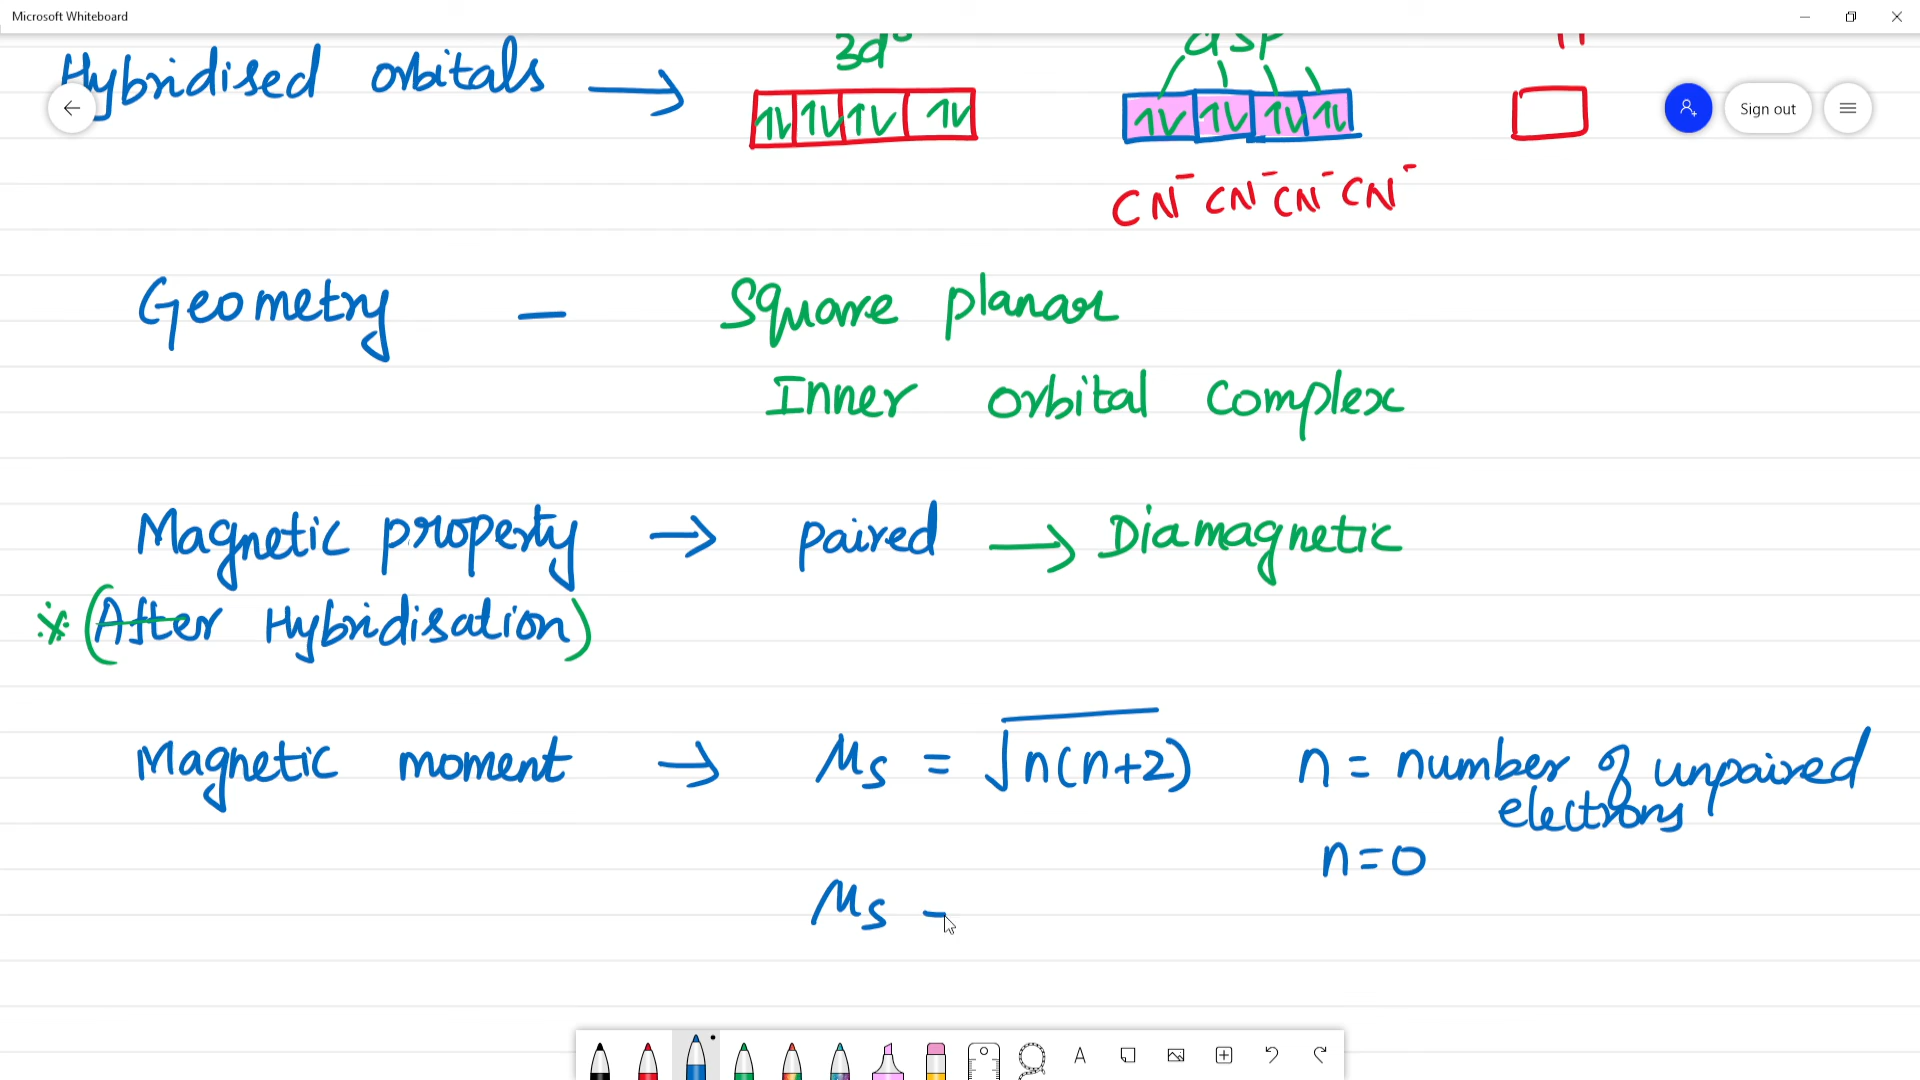 Microsoft Whiteboard
3d⁸ dsp
Hybridised orbitals →
Sign out
CN⁻ CN⁻ CN⁻ CN⁻
Geometry – Square planar
Inner orbital complex
Magnetic property → paired → Diamagnetic
(After Hybridisation)
Magnetic moment → μs = √n(n+2) n = number of unpaired
electrons
n=0
μs -